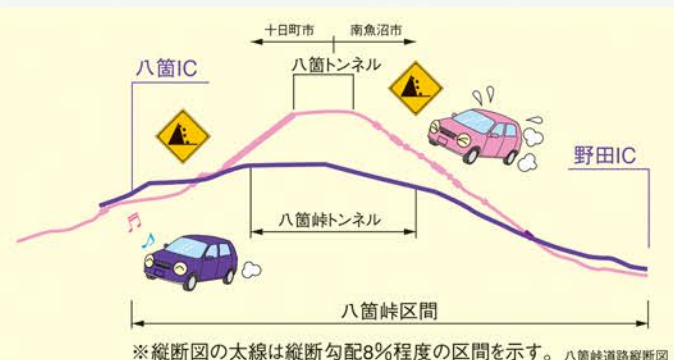 十日町市 南魚沼市
八箇トンネル
八箇IC
野田IC
八箇峠トンネル
八箇峠区間
※縦断図の太線は縦断勾配8%程度の区間を示す。 八箇峠道路縦断図